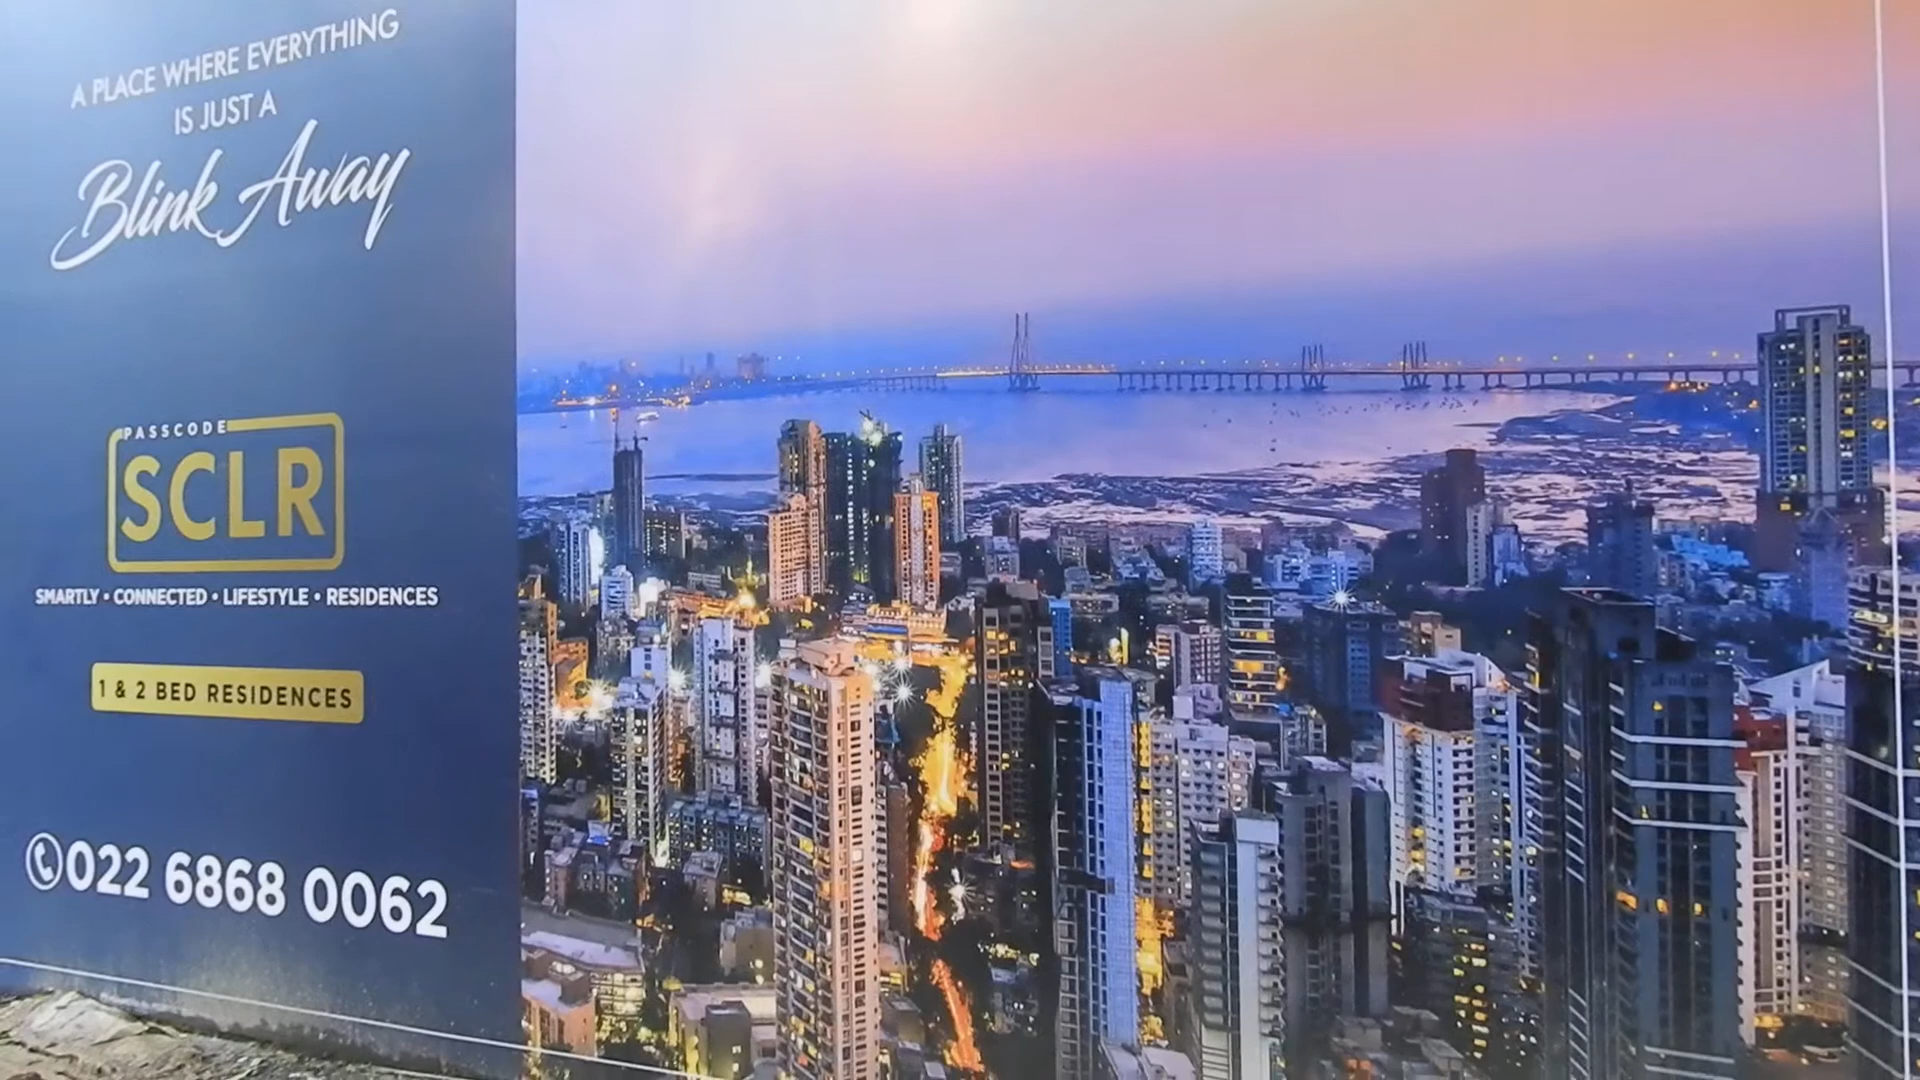 A PLACE WHERE EVERYTHING
IS JUST A
Blink Away
PASSCODE
SCLR
SMARTLY • CONNECTED • LIFESTYLE • RESIDENCES
1 & 2 BED RESIDENCES
022 6868 0062